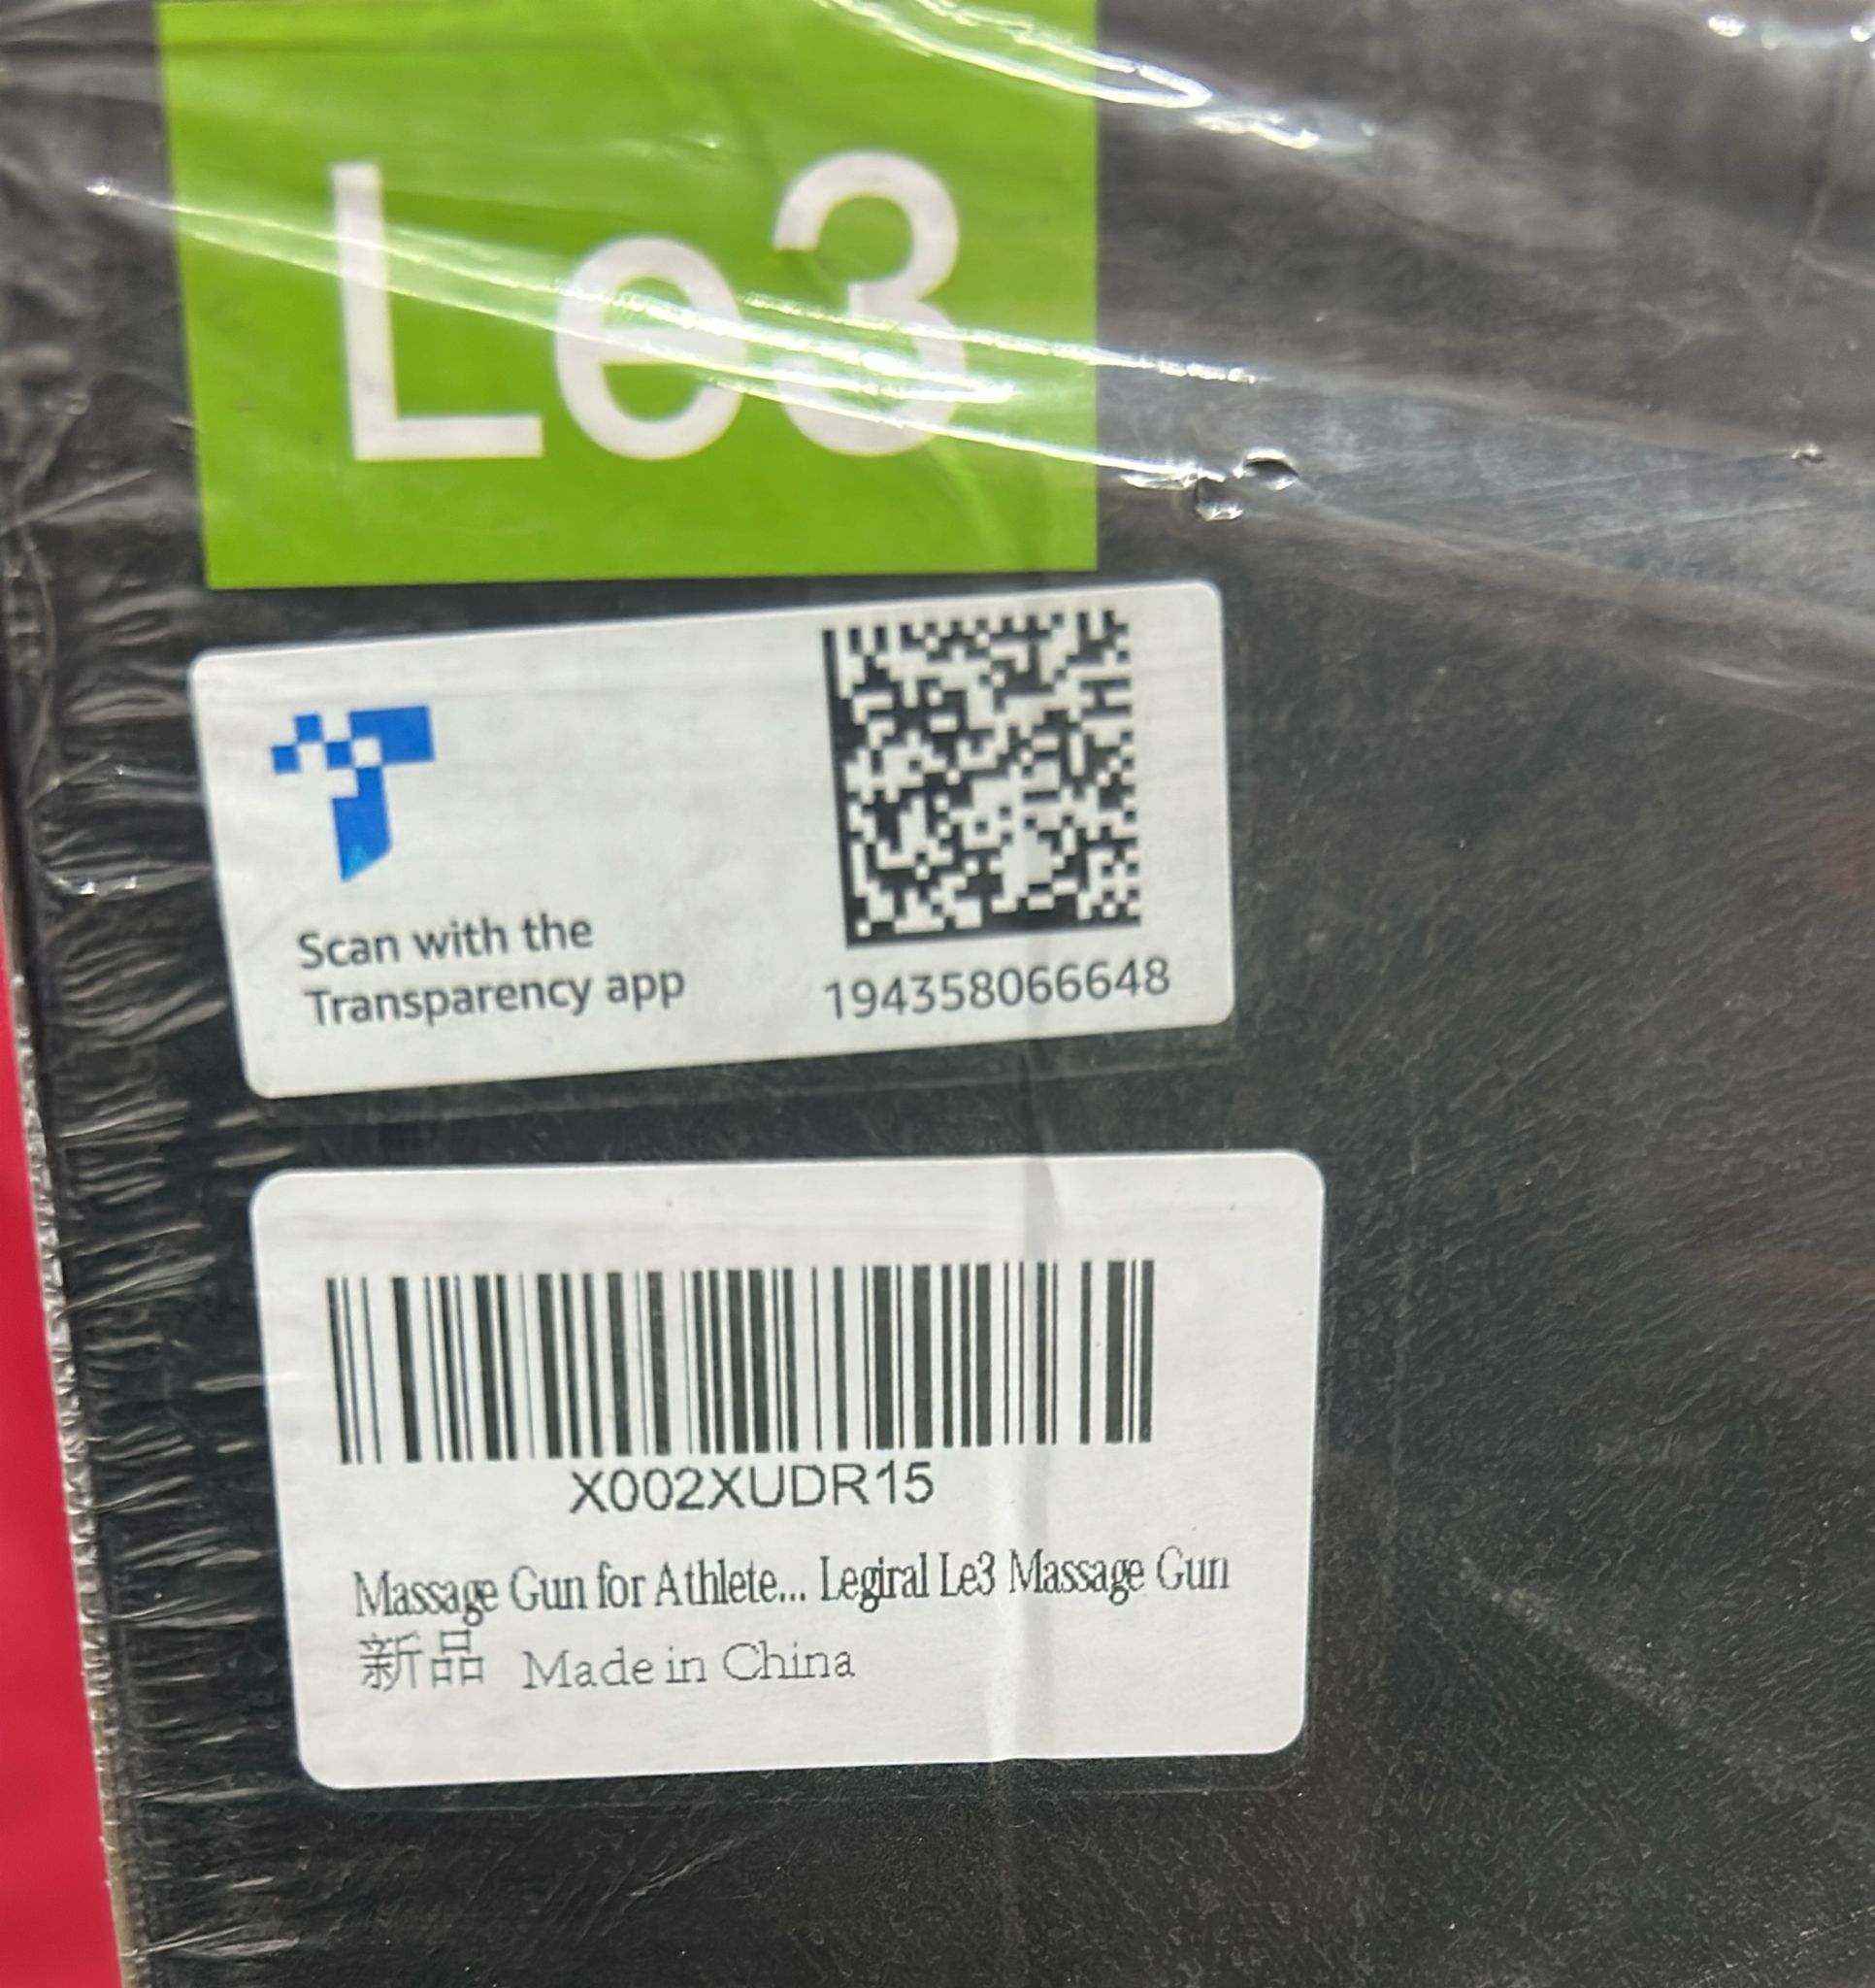 Le3
Scan with the
Transparency app
194358066648
X002XUDR15
Massage Gun for Athlete... Legiral Le3 Massage Gun
新品 Made in China